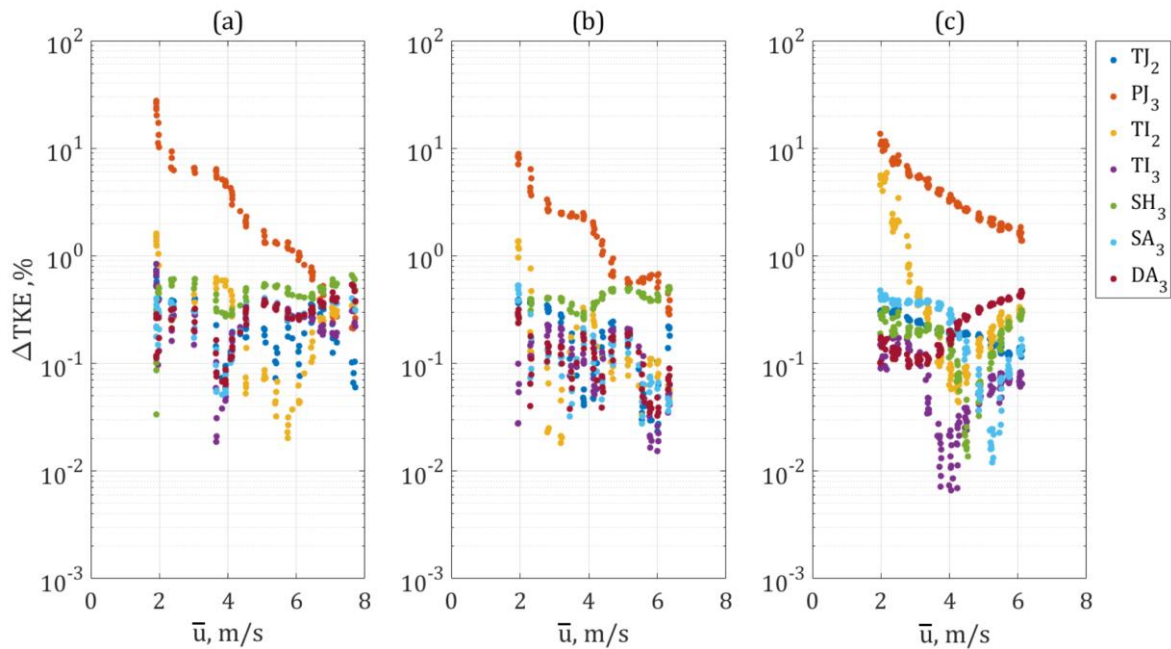 (a) (b) (c)
10² 10² 10²
10¹ 10¹ 10¹
10⁰ 10⁰ 10⁰
10⁻¹ 10⁻¹ 10⁻¹
10⁻² 10⁻² 10⁻²
10⁻³ 10⁻³ 10⁻³
ΔTKE ,%
0 2 4 6 8 0 2 4 6 8 0 2 4 6 8
u̅, m/s u̅, m/s u̅, m/s
TJ₂
PJ₃
TI₂
TI₃
SH₃
SA₃
DA₃